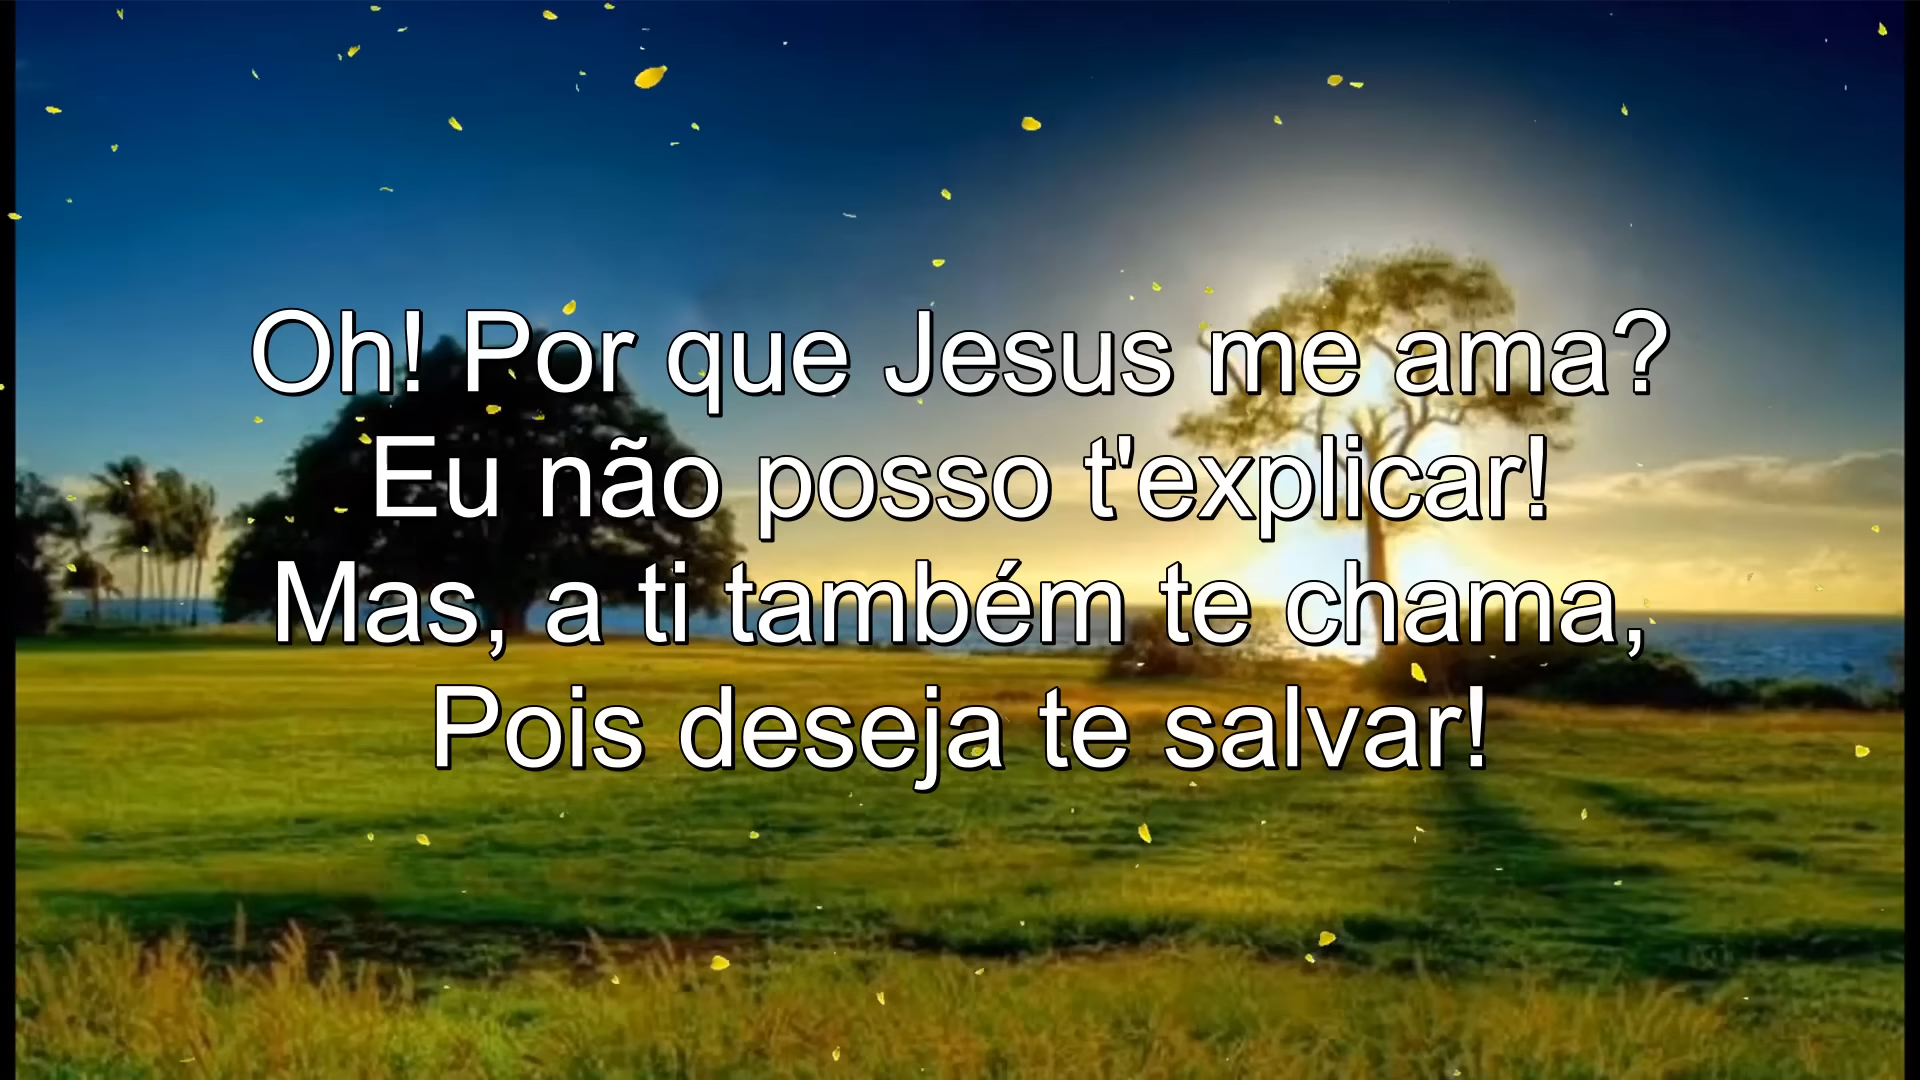 Oh! Por que Jesus me ama?
Eu não posso t'explicar!
Mas, a ti também te chama,
Pois deseja te salvar!